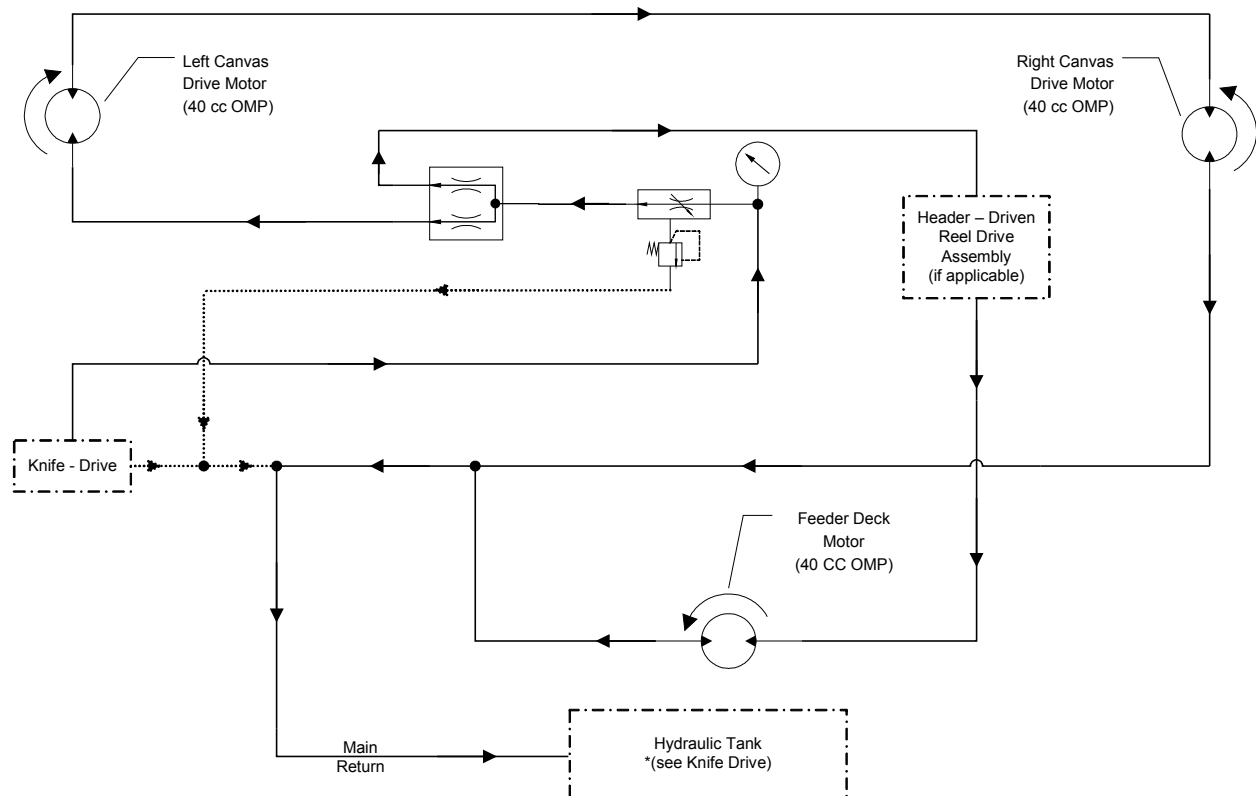 Left Canvas
Drive Motor
(40 cc OMP)
Right Canvas
Drive Motor
(40 cc OMP)
Header – Driven
Reel Drive
Assembly
(if applicable)
Knife - Drive
Feeder Deck
Motor
(40 CC OMP)
Main
Return
Hydraulic Tank
*(see Knife Drive)